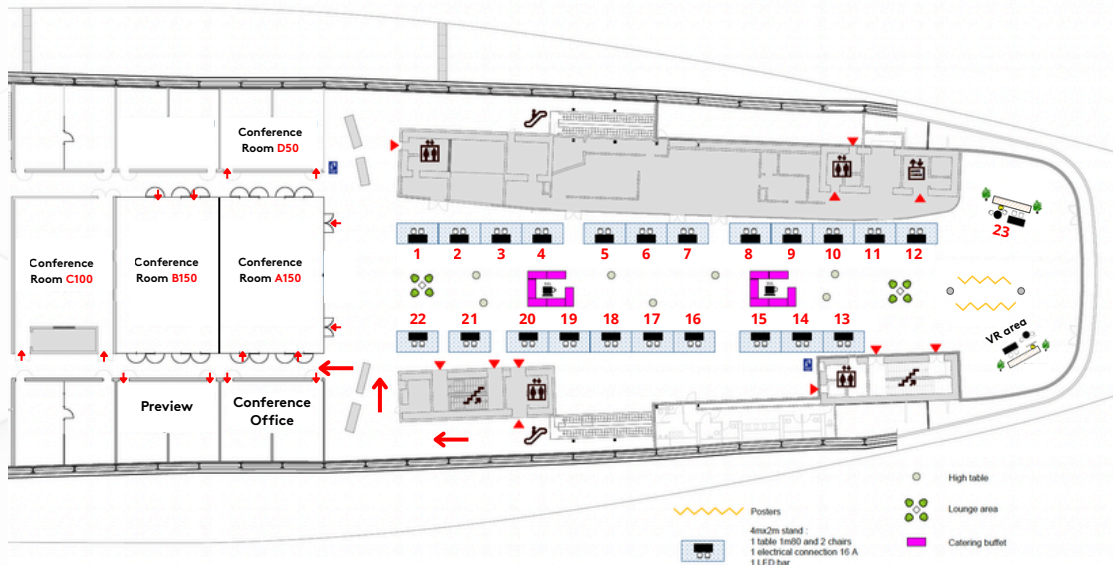 Conference
Room D50
Conference
Room C100
Conference
Room B150
Conference
Room A150
Preview
Conference
Office
1
2
3
4
5
6
7
8
9
10
11
12
23
22
21
20
19
18
17
16
15
14
13
VR area
Posters
4mx2m stand :
1 table 1m80 and 2 chairs
1 electrical connection 16 A
1 LED bar
High table
Lounge area
Catering buffet